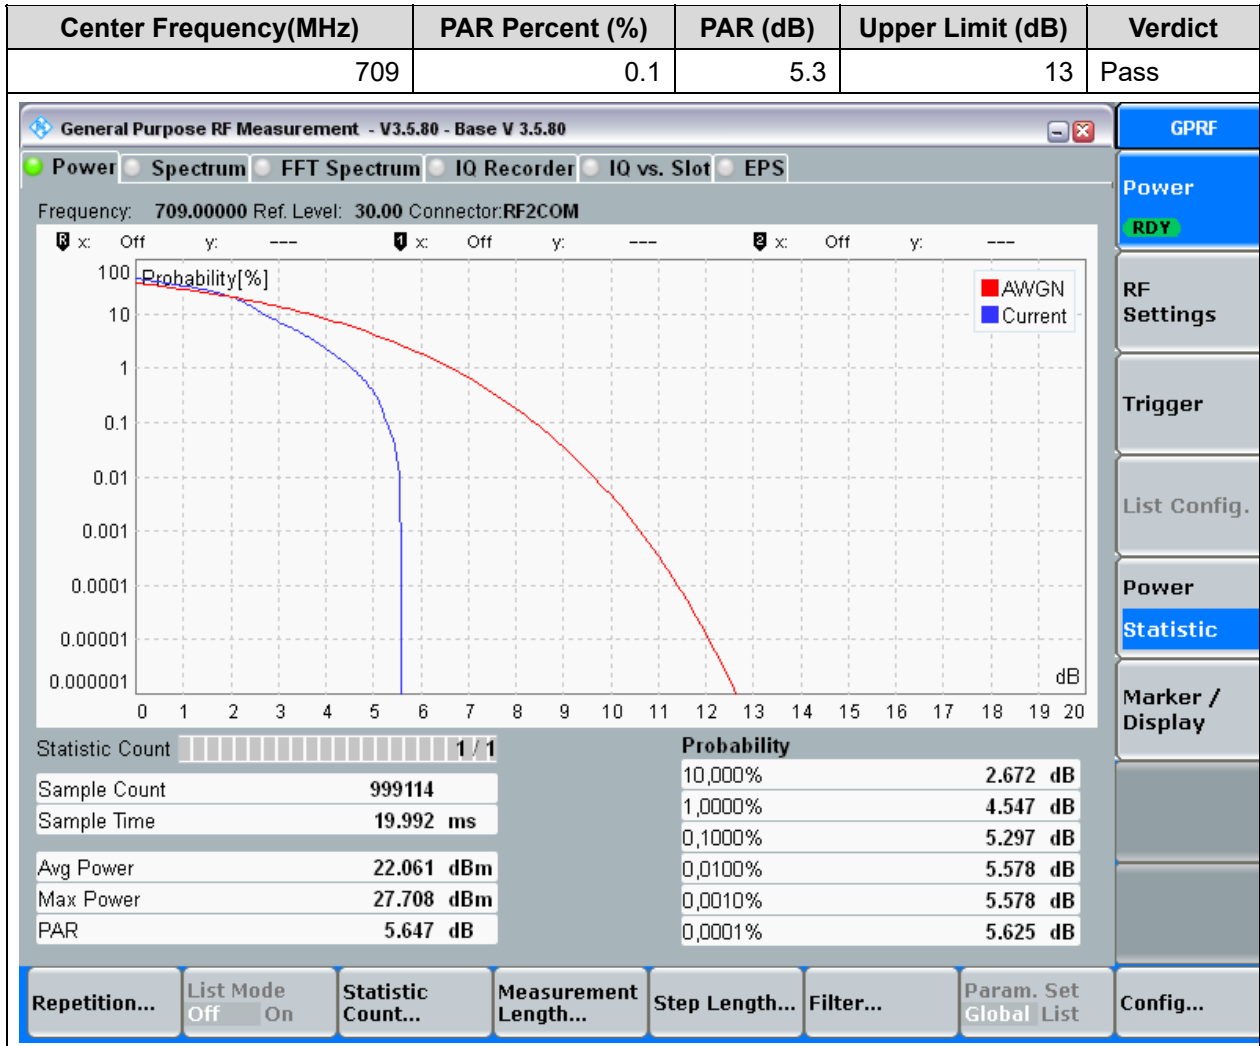 Center Frequency(MHz) PAR Percent (%) PAR (dB) Upper Limit (dB) Verdict
709 0.1 5.3 13 Pass
General Purpose RF Measurement - V3.5.80 - Base V 3.5.80
GPRF
Power Spectrum FFT Spectrum IQ Recorder IQ vs. Slot EPS
Frequency: 709.00000 Ref. Level: 30.00 Connector:RF2COM
R x: Off y: --- 1 x: Off y: --- 2 x: Off y: ---
Probability[%]
100
10
1
0.1
0.01
0.001
0.0001
0.00001
0.000001
AWGN
Current
dB
0 1 2 3 4 5 6 7 8 9 10 11 12 13 14 15 16 17 18 19 20
Statistic Count 1 / 1
Sample Count 999114
Sample Time 19.992 ms
Avg Power 22.061 dBm
Max Power 27.708 dBm
PAR 5.647 dB
Probability
10,000% 2.672 dB
1,0000% 4.547 dB
0,1000% 5.297 dB
0,0100% 5.578 dB
0,0010% 5.578 dB
0,0001% 5.625 dB
Power
RDY
RF
Settings
Trigger
List Config.
Power
Statistic
Marker /
Display
Repetition...
List Mode
Off On
Statistic
Count...
Measurement
Length...
Step Length...
Filter...
Param. Set
Global List
Config...